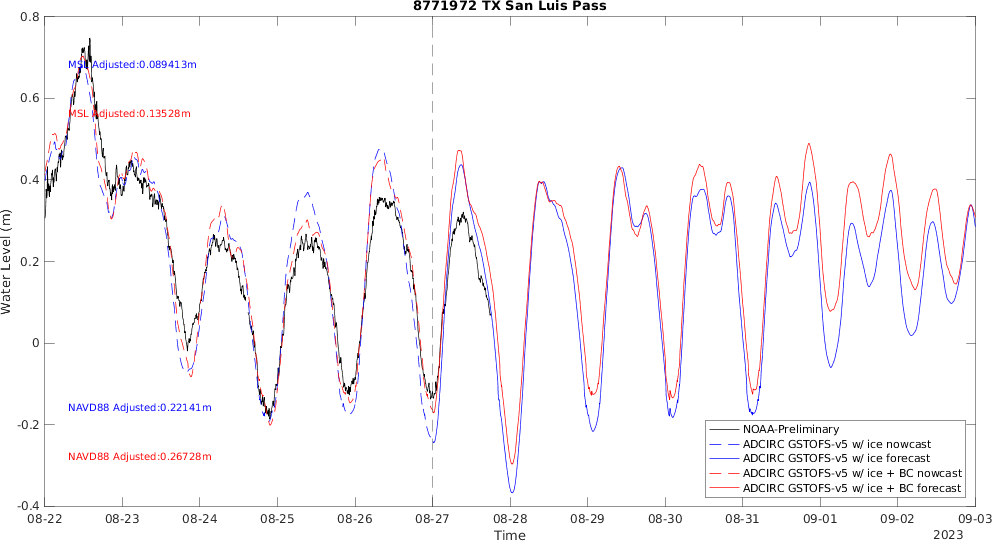 8771972 TX San Luis Pass
0.8
0.6
0.4
0.2
0
-0.2
-0.4
Water Level (m)
MSL Adjusted:0.089413m
MSL Adjusted:0.13528m
NAVD88 Adjusted:0.22141m
NAVD88 Adjusted:0.26728m
NOAA-Preliminary
ADCIRC GSTOFS-v5 w/ ice nowcast
ADCIRC GSTOFS-v5 w/ ice forecast
ADCIRC GSTOFS-v5 w/ ice + BC nowcast
ADCIRC GSTOFS-v5 w/ ice + BC forecast
08-22 08-23 08-24 08-25 08-26 08-27 08-28 08-29 08-30 08-31 09-01 09-02 09-03
Time
2023